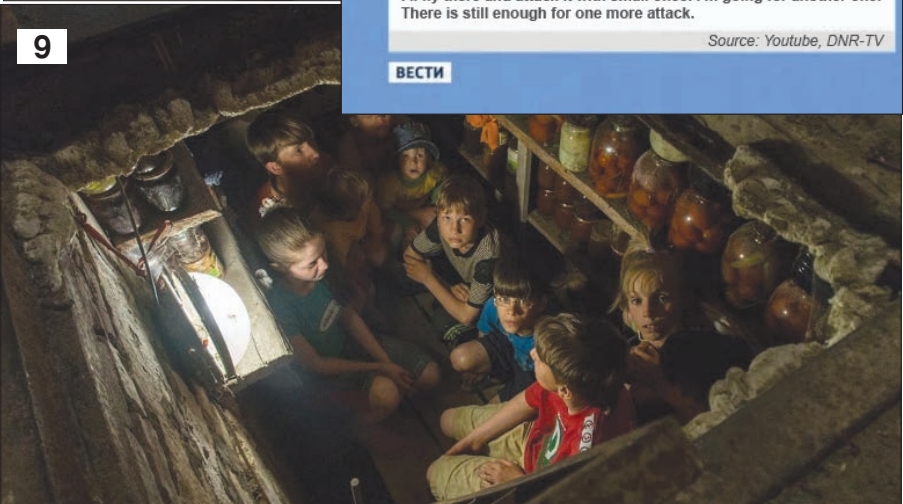 There is still enough for one more attack.
Source: Youtube, DNR-TV
ВЕСТИ
9